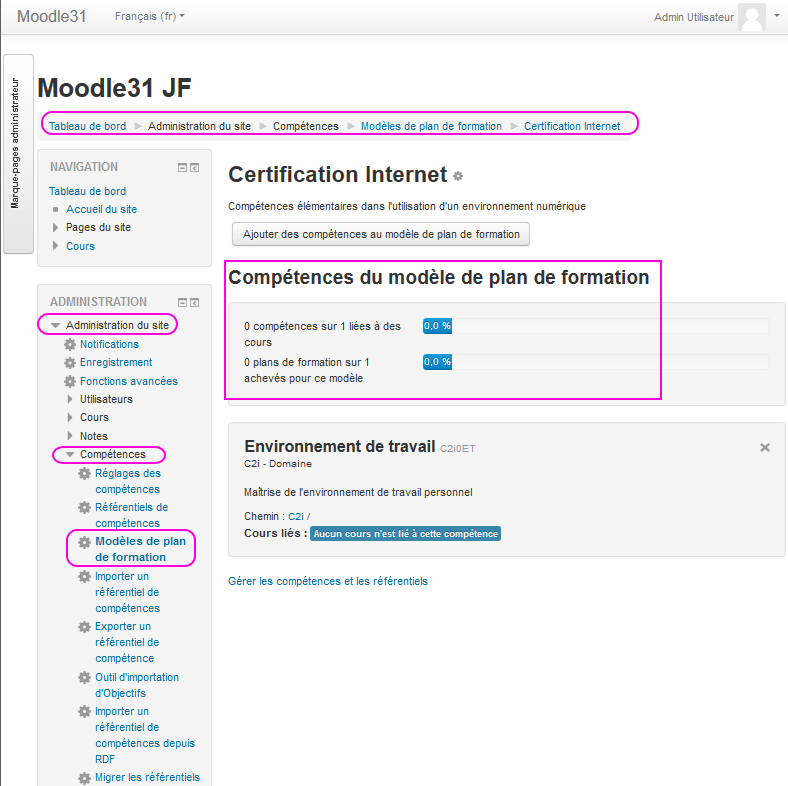 Moodle31
Français (fr)
Admin Utilisateur
Marque-pages administrateur
Moodle31 JF
Tableau de bord Administration du site Compétences Modèles de plan de formation Certification Internet
NAVIGATION
Tableau de bord
Accueil du site
Pages du site
Cours
ADMINISTRATION
Administration du site
Notifications
Enregistrement
Fonctions avancées
Utilisateurs
Cours
Notes
Compétences
Réglages des
compétences
Référentiels de
compétences
Modèles de plan
de formation
Importer un
référentiel de
compétences
Exporter un
référentiel de
compétence
Outil d'importation
d'Objectifs
Importer un
référentiel de
compétences depuis
RDF
Migrer les référentiels
Certification Internet
Compétences élémentaires dans l'utilisation d'un environnement numérique
Ajouter des compétences au modèle de plan de formation
Compétences du modèle de plan de formation
0 compétences sur 1 liées à des
cours
0,0 %
0 plans de formation sur 1
achevés pour ce modèle
0,0 %
Environnement de travail C2i0ET
C2i - Domaine
Maîtrise de l'environnement de travail personnel
Chemin : C2i /
Cours liés : Aucun cours n'est lié à cette compétence
Gérer les compétences et les référentiels